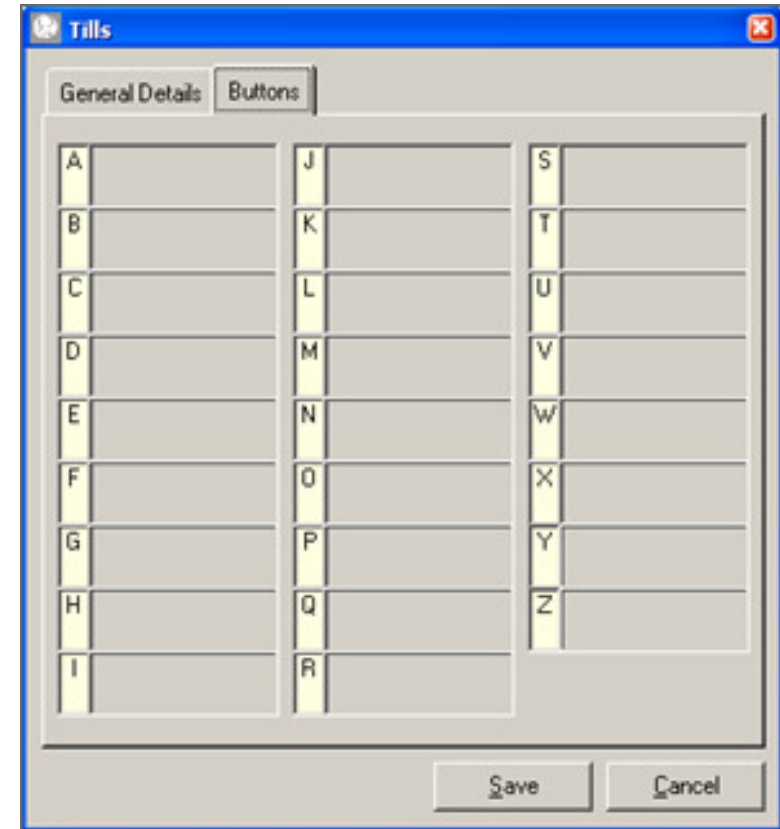 Tills
General Details Buttons
A J S
B K T
C L U
D M V
E N W
F O X
G P Y
H Q Z
I R
Save Cancel